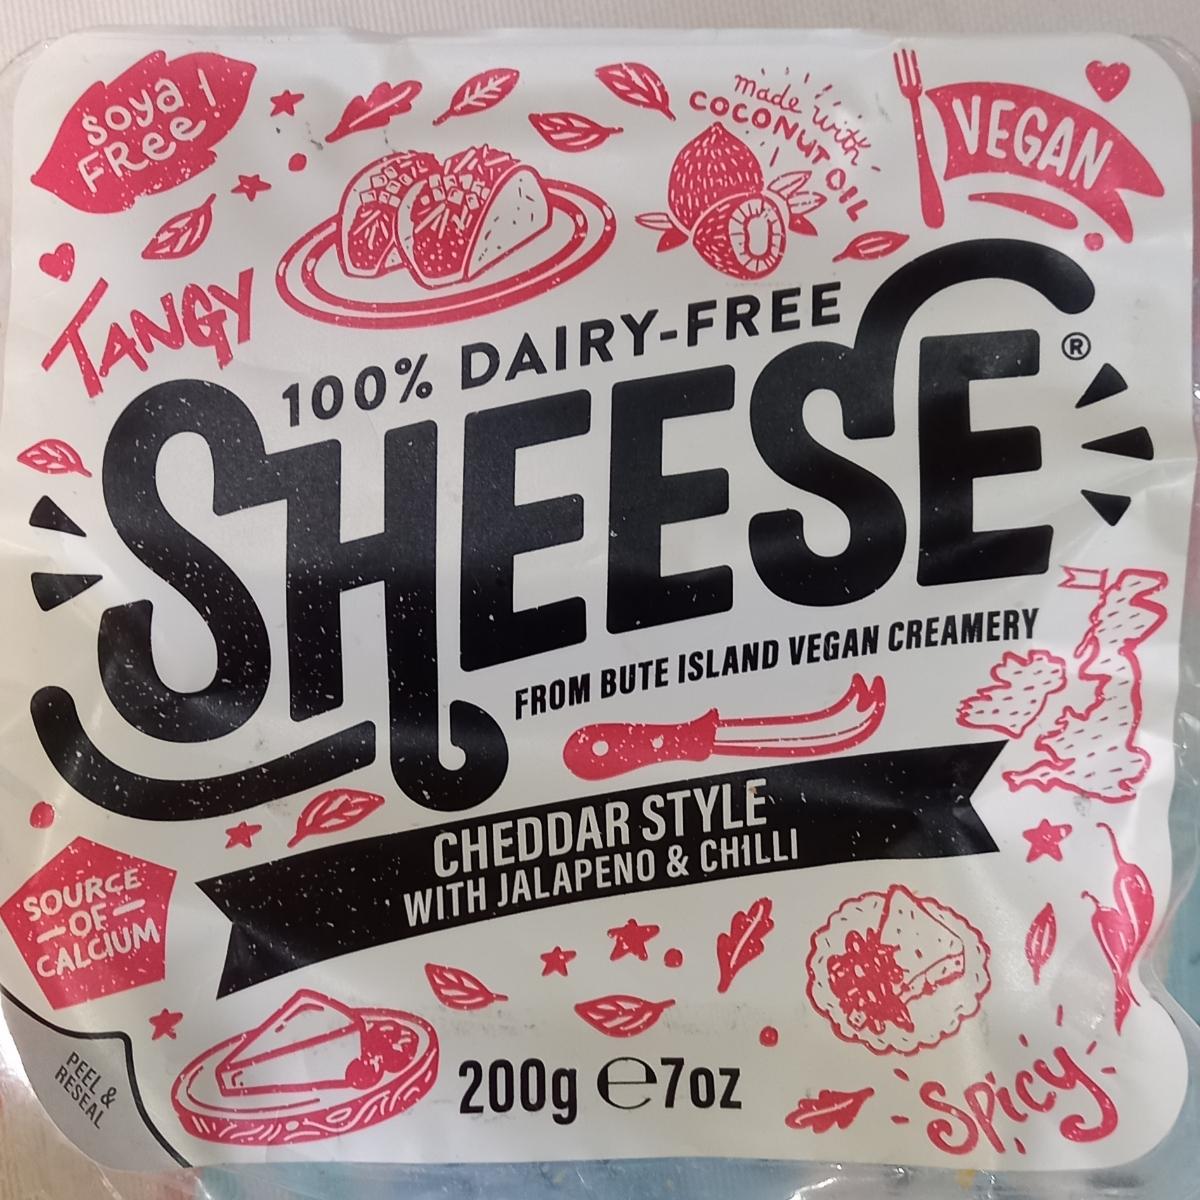 Soya
FRee!
made with
COCONUT OIL
VEGAN
TANGY
100% DAIRY-FREE
SHEESE®
FROM BUTE ISLAND VEGAN CREAMERY
CHEDDAR STYLE
WITH JALAPENO & CHILLI
SOURCE
-OF-
CALCIUM
PEEL &
RESEAL
200g ℮7oz
Spicy